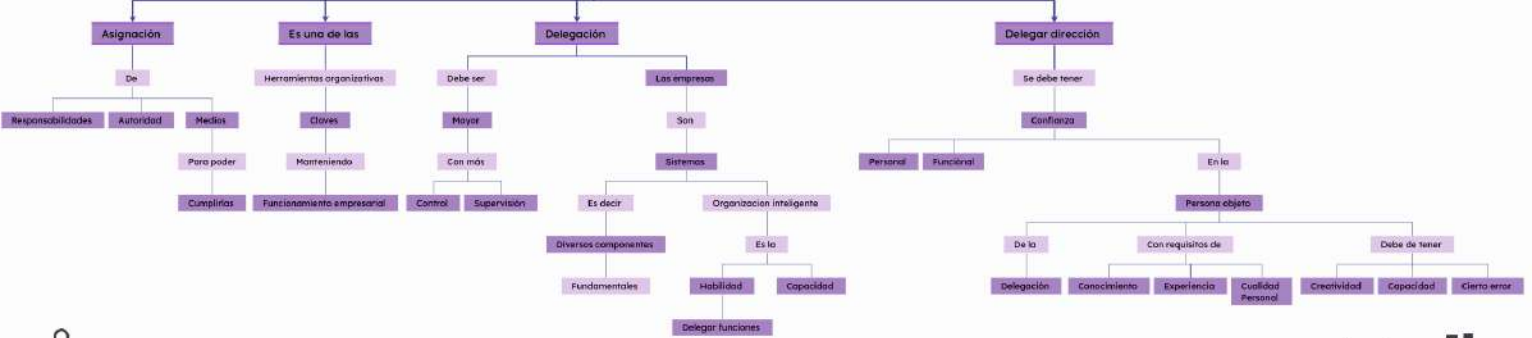 Asignación
Es una de las
Delegación
Delegar dirección
De
Herramientas organizativas
Debe ser
Las empresas
Se debe tener
Responsabilidades
Autoridad
Medios
Claves
Mayor
Son
Confianza
Para poder
Manteniendo
Con más
Sistemas
Personal
Funciónal
En la
Cumplirlas
Funcionamiento empresarial
Control
Supervisión
Es decir
Organizacion inteligente
Persona objeto
Diversos componentes
Es la
De la
Con requisitos de
Debe de tener
Fundamentales
Habilidad
Capacidad
Delegación
Conocimiento
Experiencia
Cualidad
Personal
Creatividad
Capacidad
Cierto error
Delegar funciones